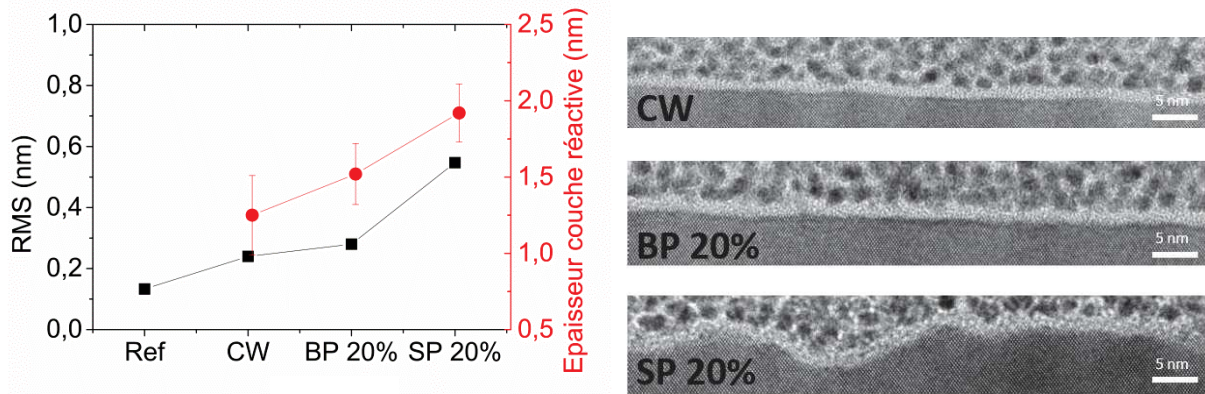 1,0
0,8
0,6
0,4
0,2
0,0
RMS (nm)
Ref
CW
BP 20%
SP 20%
2,5
2,0
1,5
1,0
0,5
Epaisseur couche réactive (nm)
CW
5 nm
BP 20%
5 nm
SP 20%
5 nm